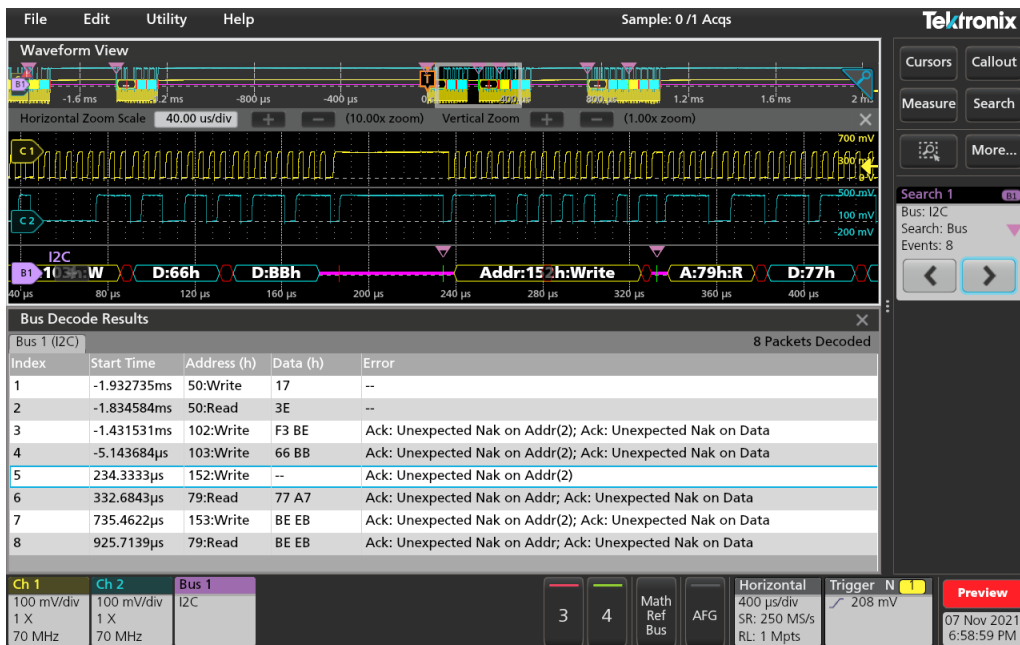 File Edit Utility Help Sample: 0 /1 Acqs Tektronix
Waveform View
B1
T
-1.6 ms -800 µs -400 µs 1.2 ms 1.6 ms
Horizontal Zoom Scale 40.00 us/div + − (10.00x zoom) Vertical Zoom + − (1.00x zoom)
C1 700 mV
300 mV
0 V
C2 500 mV
100 mV
-200 mV
I2C
B1 103h:W D:66h D:BBh Addr:152h:Write A:79h:R D:77h
40 µs 80 µs 120 µs 160 µs 200 µs 240 µs 280 µs 320 µs 360 µs 400 µs
Bus Decode Results
Bus 1 (I2C) 8 Packets Decoded
Index Start Time Address (h) Data (h) Error
1 -1.932735ms 50:Write 17 --
2 -1.834584ms 50:Read 3E --
3 -1.431531ms 102:Write F3 BE Ack: Unexpected Nak on Addr(2); Ack: Unexpected Nak on Data
4 -5.143684µs 103:Write 66 BB Ack: Unexpected Nak on Addr(2); Ack: Unexpected Nak on Data
5 234.3333µs 152:Write -- Ack: Unexpected Nak on Addr(2)
6 332.6843µs 79:Read 77 A7 Ack: Unexpected Nak on Addr; Ack: Unexpected Nak on Data
7 735.4622µs 153:Write BE EB Ack: Unexpected Nak on Addr(2); Ack: Unexpected Nak on Data
8 925.7139µs 79:Read BE EB Ack: Unexpected Nak on Addr; Ack: Unexpected Nak on Data
Cursors Callout
Measure Search
More...
Search 1 B1
Bus: I2C
Search: Bus
Events: 8
Ch 1
100 mV/div
1 X
70 MHz
Ch 2
100 mV/div
1 X
70 MHz
Bus 1
I2C
3
4
Math
Ref
Bus
AFG
Horizontal
400 µs/div
SR: 250 MS/s
RL: 1 Mpts
Trigger N 1
208 mV
Preview
07 Nov 2021
6:58:59 PM